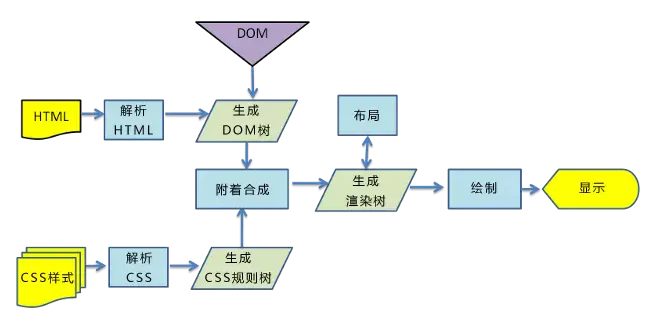 DOM
HTML
解析
HTML
生成
DOM树
布局
附着合成
生成
渲染树
绘制
显示
CSS样式
解析
CSS
生成
CSS规则树